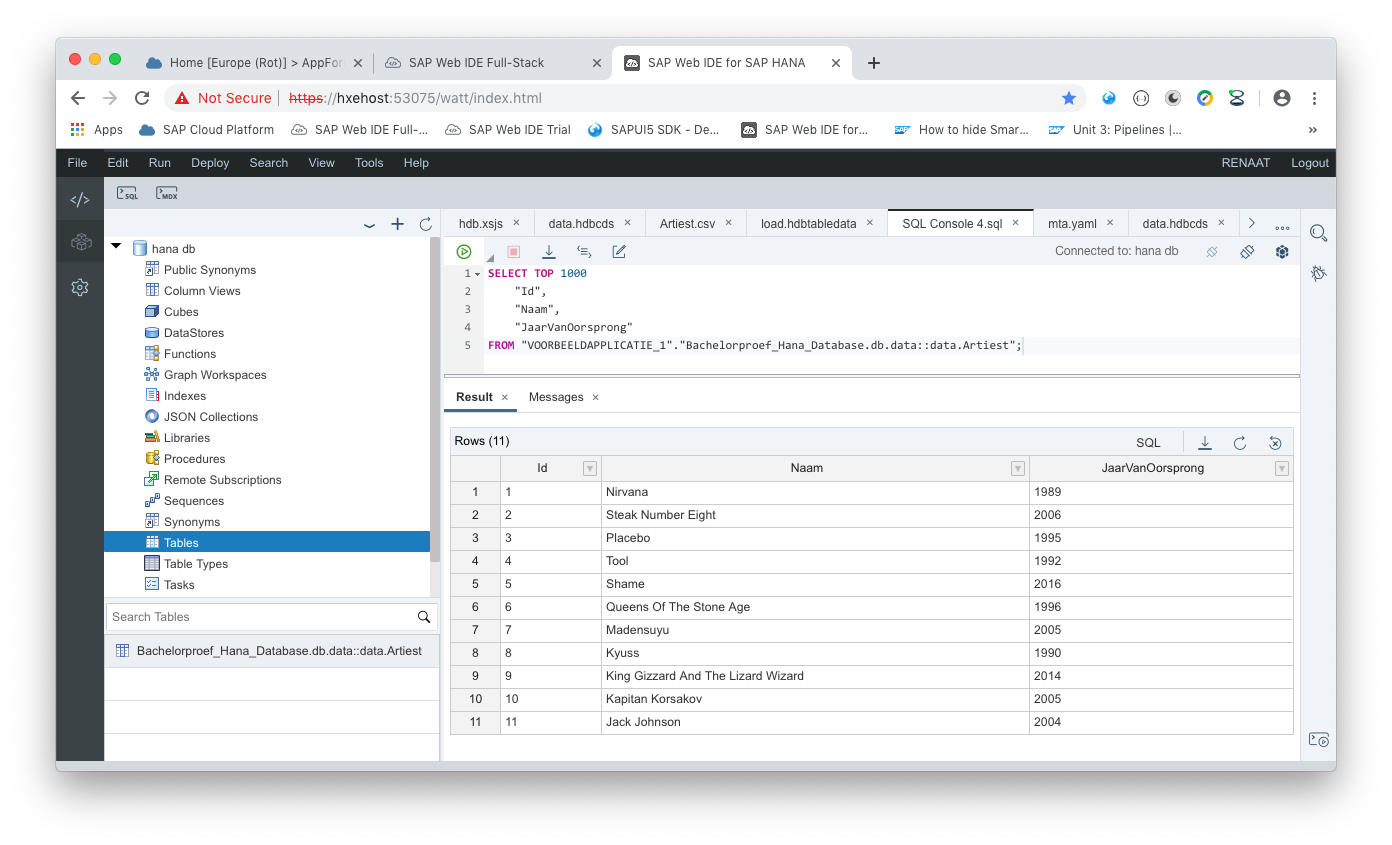 Home [Europe (Rot)] > AppFor
SAP Web IDE Full-Stack
SAP Web IDE for SAP HANA
Not Secure | https://hxehost:53075/watt/index.html
Apps
SAP Cloud Platform
SAP Web IDE Full-...
SAP Web IDE Trial
SAPUI5 SDK - De...
SAP Web IDE for...
How to hide Smar...
Unit 3: Pipelines |...
File Edit Run Deploy Search View Tools Help
RENAAT Logout
SQL MDX
hdb.xsjs
data.hdbcds
Artiest.csv
load.hdbtabledata
SQL Console 4.sql
mta.yaml
data.hdbcds
hana db
Public Synonyms
Column Views
Cubes
DataStores
Functions
Graph Workspaces
Indexes
JSON Collections
Libraries
Procedures
Remote Subscriptions
Sequences
Synonyms
Tables
Table Types
Tasks
Search Tables
Bachelorproef_Hana_Database.db.data::data.Artiest
Connected to: hana db
1 SELECT TOP 1000
2 "Id",
3 "Naam",
4 "JaarVanOorsprong"
5 FROM "VOORBEELDAPPLICATIE_1"."Bachelorproef_Hana_Database.db.data::data.Artiest";
Result
Messages
Rows (11)
SQL
Id Naam JaarVanOorsprong
1 1 Nirvana 1989
2 2 Steak Number Eight 2006
3 3 Placebo 1995
4 4 Tool 1992
5 5 Shame 2016
6 6 Queens Of The Stone Age 1996
7 7 Madensuyu 2005
8 8 Kyuss 1990
9 9 King Gizzard And The Lizard Wizard 2014
10 10 Kapitan Korsakov 2005
11 11 Jack Johnson 2004